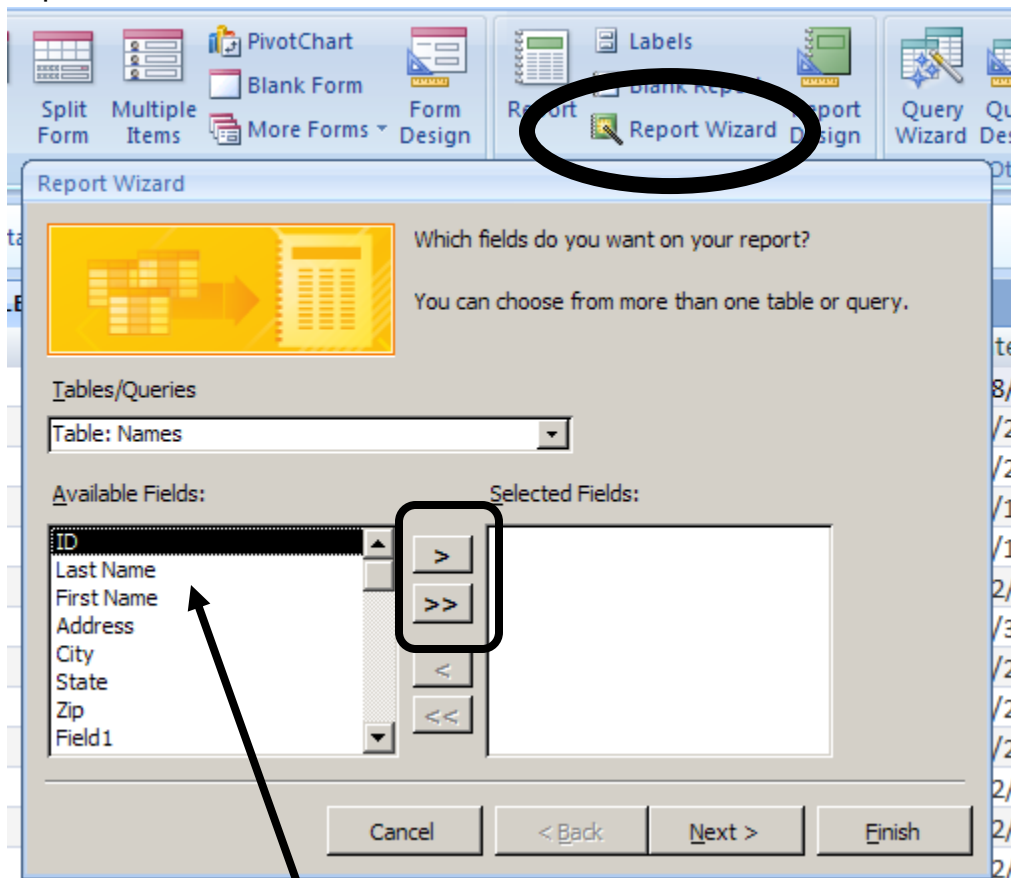 PivotChart
Labels
Blank Form
Split Form
Multiple Items
More Forms
Form Design
Report Wizard
Query Wizard
Report Wizard
Which fields do you want on your report?
You can choose from more than one table or query.
Tables/Queries
Table: Names
Available Fields:
Selected Fields:
ID
Last Name
First Name
Address
City
State
Zip
Field1
>
>>
<
<<
Cancel
< Back
Next >
Finish